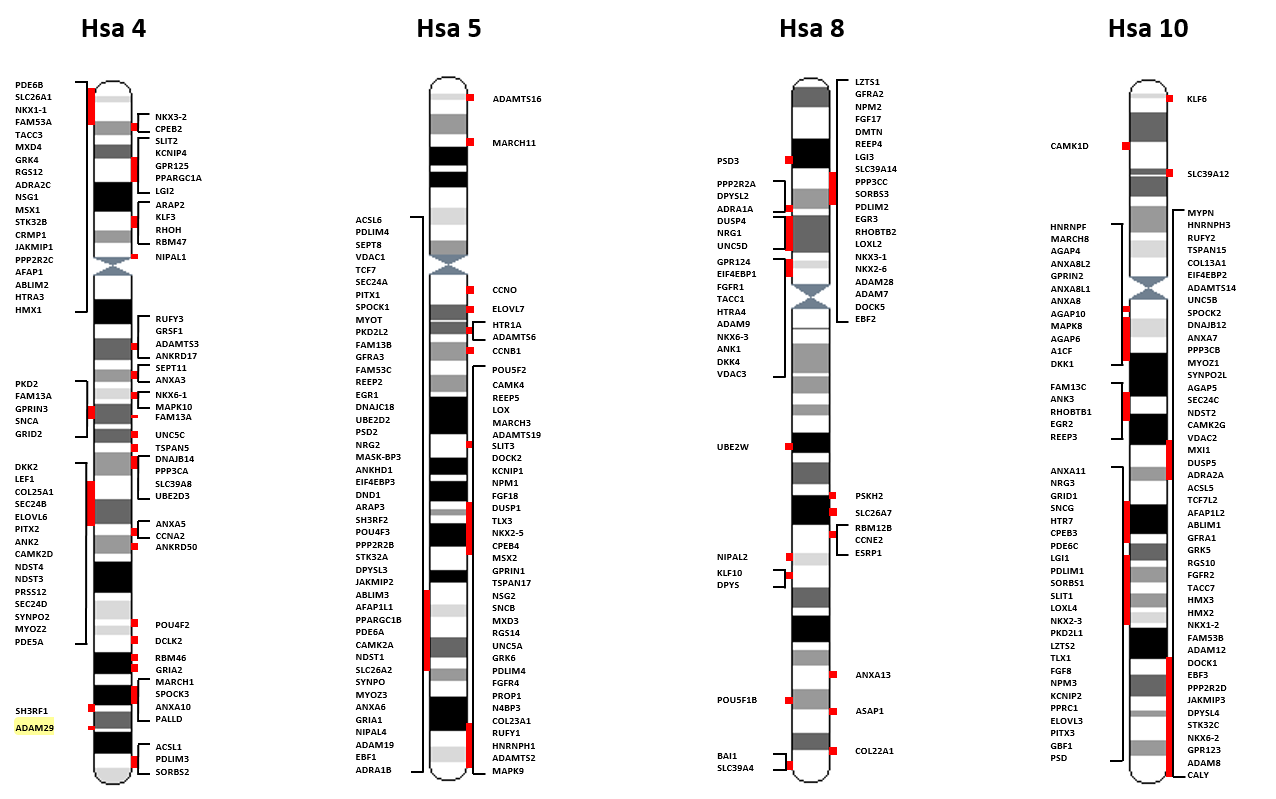 Hsa 4
PDE6B
SLC26A1
NKX1-1
FAM53A
TACC3
MXD4
GRK4
RGS12
ADRA2C
NSG1
MSX1
STK32B
CRMP1
JAKMIP1
PPP2R2C
AFAP1
ABLIM2
HTRA3
HMX1
PKD2
FAM13A
GPRIN3
SNCA
GRID2
DKK2
LEF1
COL25A1
SEC24B
ELOVL6
PITX2
ANK2
CAMK2D
NDST4
NDST3
PRSS12
SEC24D
SYNPO2
MYOZ2
PDE5A
SH3RF1
ADAM29
NKX3-2
CPEB2
SLIT2
KCNIP4
GPR125
PPARGC1A
LGI2
ARAP2
KLF3
RHOH
RBM47
NIPAL1
RUFY3
GRSF1
ADAMTS3
ANKRD17
SEPT11
ANXA3
NKX6-1
MAPK10
FAM13A
UNC5C
TSPAN5
DNAJB14
PPP3CA
SLC39A8
UBE2D3
ANXA5
CCNA2
ANKRD50
POU4F2
DCLK2
RBM46
GRIA2
MARCH1
SPOCK3
ANXA10
PALLD
ACSL1
PDLIM3
SORBS2
Hsa 5
ACSL6
PDLIM4
SEPT8
VDAC1
TCF7
SEC24A
PITX1
SPOCK1
MYOT
PKD2L2
FAM13B
GFRA3
FAM53C
REEP2
EGR1
DNAJC18
UBE2D2
PSD2
NRG2
MASK-BP3
ANKHD1
EIF4EBP3
DND1
ARAP3
SH3RF2
POU4F3
PPP2R2B
STK32A
DPYSL3
JAKMIP2
ABLIM3
AFAP1L1
PPARGC1B
PDE6A
CAMK2A
NDST1
SLC26A2
SYNPO
MYOZ3
ANXA6
GRIA1
NIPAL4
ADAM19
EBF1
ADRA1B
ADAMTS16
MARCH11
CCNO
ELOVL7
HTR1A
ADAMTS6
CCNB1
POU5F2
CAMK4
REEP5
LOX
MARCH3
ADAMTS19
SLIT3
DOCK2
KCNIP1
NPM1
FGF18
DUSP1
TLX3
NKX2-5
CPEB4
MSX2
GPRIN1
TSPAN17
NSG2
SNCB
MXD3
RGS14
UNC5A
GRK6
PDLIM4
FGFR4
PROP1
N4BP3
COL23A1
RUFY1
HNRNPH1
ADAMTS2
MAPK9
Hsa 8
PSD3
PPP2R2A
DPYSL2
ADRA1A
DUSP4
NRG1
UNC5D
GPR124
EIF4EBP1
FGFR1
TACC1
HTRA4
ADAM9
NKX6-3
ANK1
DKK4
VDAC3
UBE2W
NIPAL2
KLF10
DPYS
POU5F1B
BAI1
SLC39A4
LZTS1
GFRA2
NPM2
FGF17
DMTN
REEP4
LGI3
SLC39A14
PPP3CC
SORBS3
PDLIM2
EGR3
RHOBTB2
LOXL2
NKX3-1
NKX2-6
ADAM28
ADAM7
DOCK5
EBF2
PSKH2
SLC26A7
RBM12B
CCNE2
ESRP1
ANXA13
ASAP1
COL22A1
Hsa 10
CAMK1D
HNRNPF
MARCH8
AGAP4
ANXA8L2
GPRIN2
ANXA8L1
ANXA8
AGAP10
MAPK8
AGAP6
A1CF
DKK1
FAM13C
ANK3
RHOBTB1
EGR2
REEP3
ANXA11
NRG3
GRID1
SNCG
HTR7
CPEB3
PDE6C
LGI1
PDLIM1
SORBS1
SLIT1
LOXL4
NKX2-3
PKD2L1
LZTS2
TLX1
FGF8
NPM3
KCNIP2
PPRC1
ELOVL3
PITX3
GBF1
PSD
KLF6
SLC39A12
MYPN
HNRNPH3
RUFY2
TSPAN15
COL13A1
EIF4EBP2
ADAMTS14
UNC5B
SPOCK2
DNAJB12
ANXA7
PPP3CB
MYOZ1
SYNPO2L
AGAP5
SEC24C
NDST2
CAMK2G
VDAC2
MXI1
DUSP5
ADRA2A
ACSL5
TCF7L2
AFAP1L2
ABLIM1
GFRA1
GRK5
RGS10
FGFR2
TACC7
HMX3
HMX2
NKX1-2
FAM53B
ADAM12
DOCK1
EBF3
PPP2R2D
JAKMIP3
DPYSL4
STK32C
NKX6-2
GPR123
ADAM8
CALY